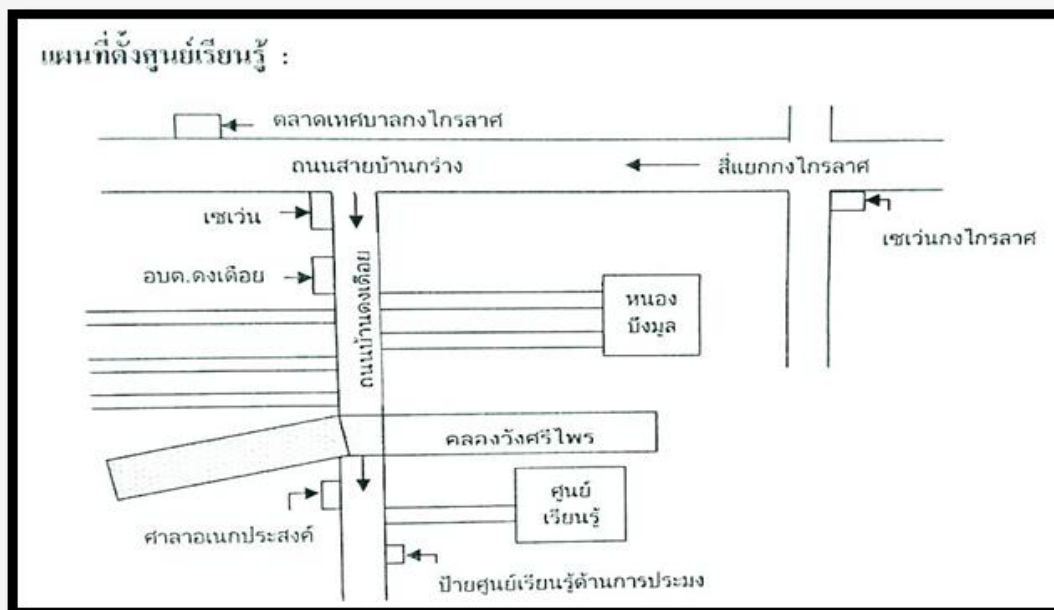 แผนที่ตั้งศูนย์เรียนรู้ :
ตลาดเทศบาลกงไกรลาศ
ถนนสายบ้านกร่าง
สี่แยกกงไกรลาศ
เซเว่น
เซเว่นกงไกรลาศ
อบต.ดงเดือย
ถนนบ้านดงเดือย
หนอง
บึงมูล
คลองวังศรีไพร
ศูนย์
เรียนรู้
ศาลาอเนกประสงค์
ป้ายศูนย์เรียนรู้ด้านการประมง